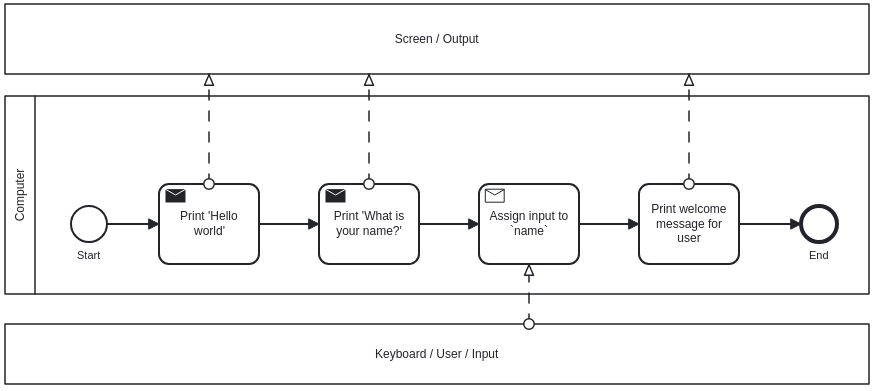 Screen / Output
Computer
Print 'Hello
world'
Print 'What is
your name?'
Assign input to
`name`
Print welcome
message for
user
Start
End
Keyboard / User / Input